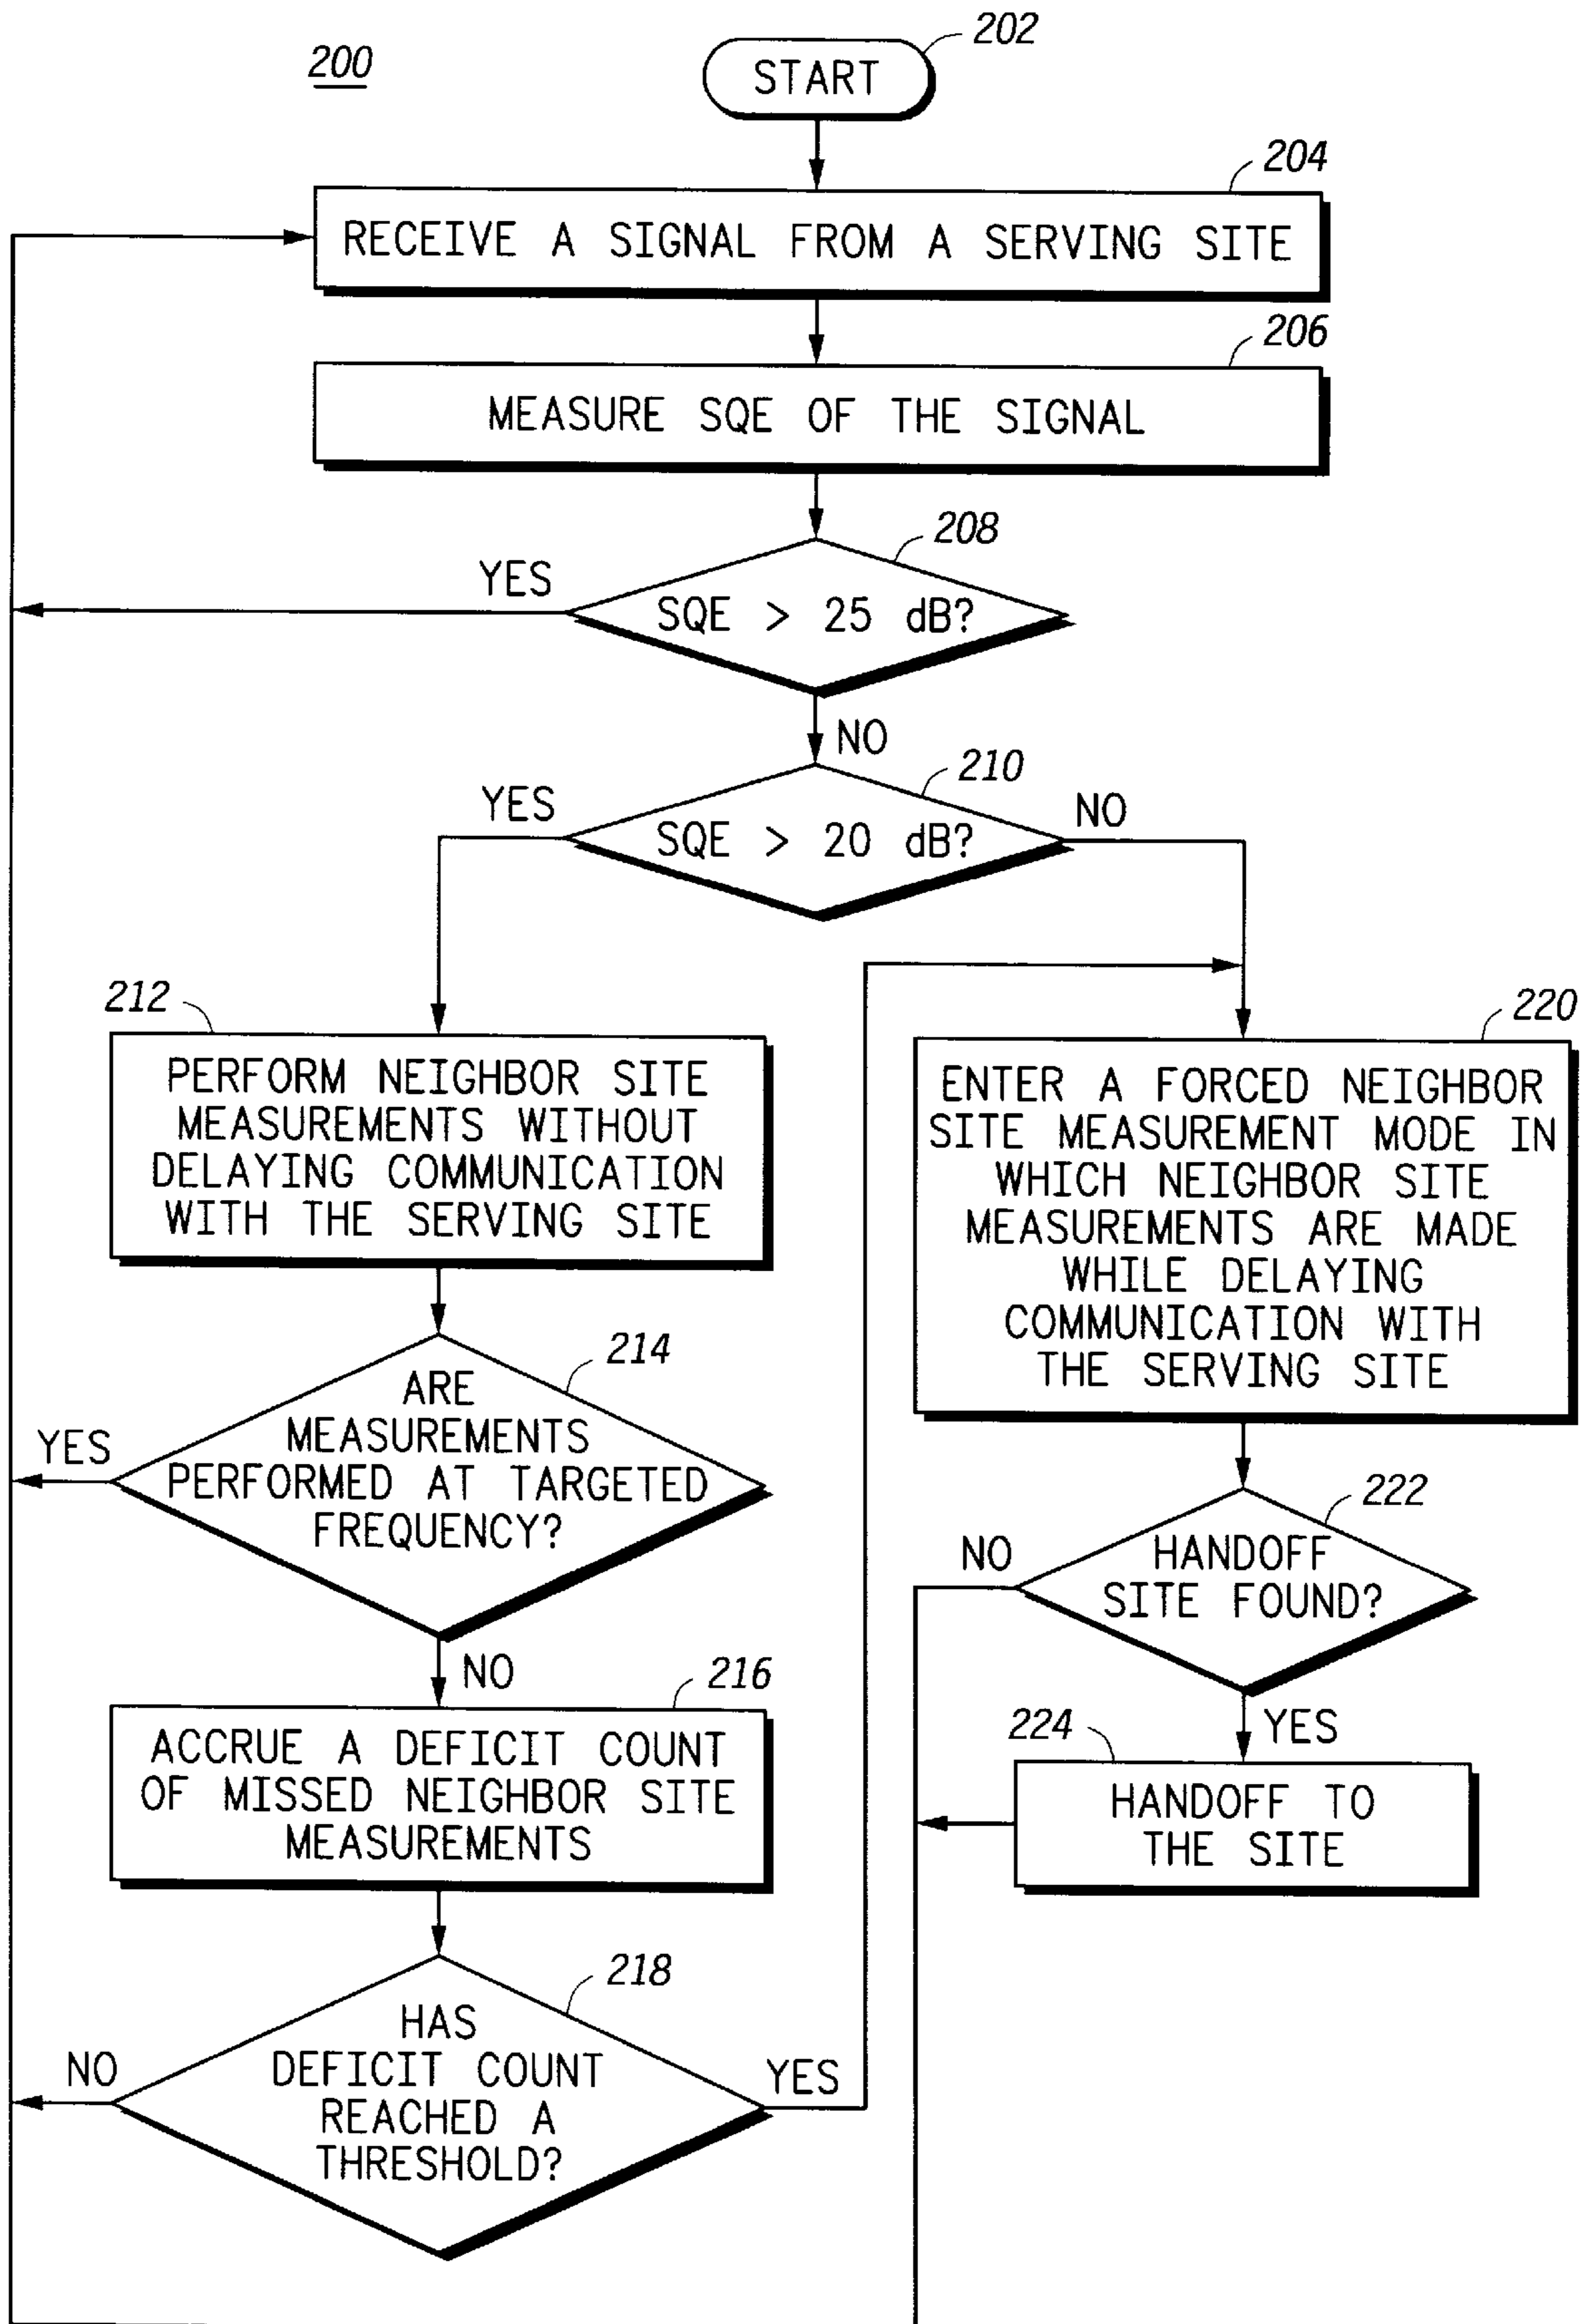 200
202
START
204
RECEIVE A SIGNAL FROM A SERVING SITE
206
MEASURE SQE OF THE SIGNAL
208
YES
SQE > 25 dB?
NO
210
YES
SQE > 20 dB?
NO
212
PERFORM NEIGHBOR SITE
MEASUREMENTS WITHOUT
DELAYING COMMUNICATION
WITH THE SERVING SITE
214
ARE
MEASUREMENTS
PERFORMED AT TARGETED
FREQUENCY?
YES
NO
216
ACCRUE A DEFICIT COUNT
OF MISSED NEIGHBOR SITE
MEASUREMENTS
218
HAS
DEFICIT COUNT
REACHED A
THRESHOLD?
NO
YES
220
ENTER A FORCED NEIGHBOR
SITE MEASUREMENT MODE IN
WHICH NEIGHBOR SITE
MEASUREMENTS ARE MADE
WHILE DELAYING
COMMUNICATION WITH
THE SERVING SITE
222
NO
HANDOFF
SITE FOUND?
YES
224
HANDOFF TO
THE SITE